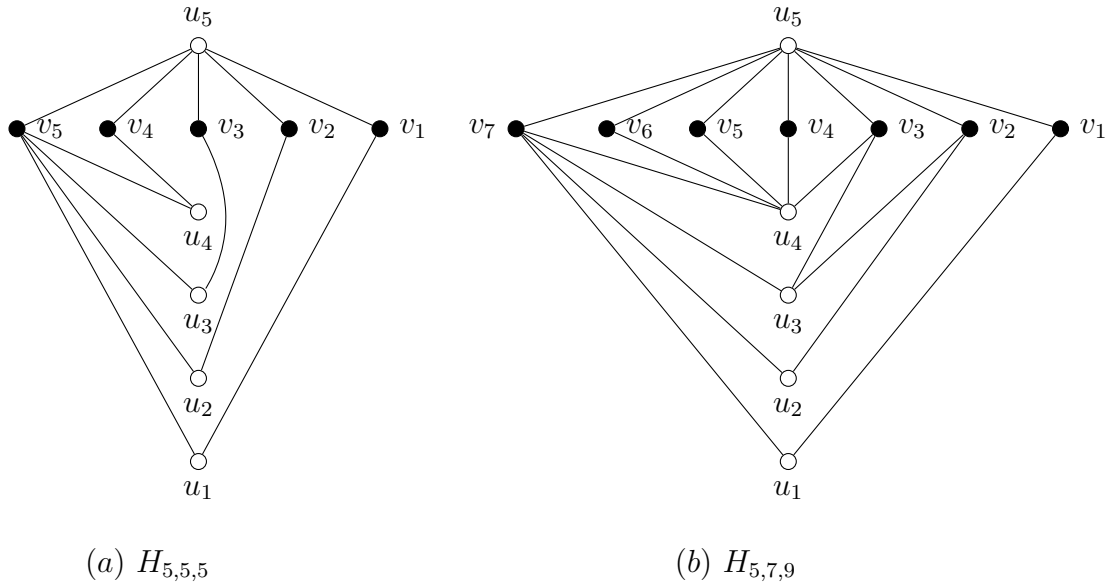 u₅ u₅
v₅ v₄ v₃ v₂ v₁ v₇ v₆ v₅ v₄ v₃ v₂ v₁
u₄ u₄
u₃ u₃
u₂ u₂
u₁ u₁
(a) H₅,₅,₅ (b) H₅,₇,₉